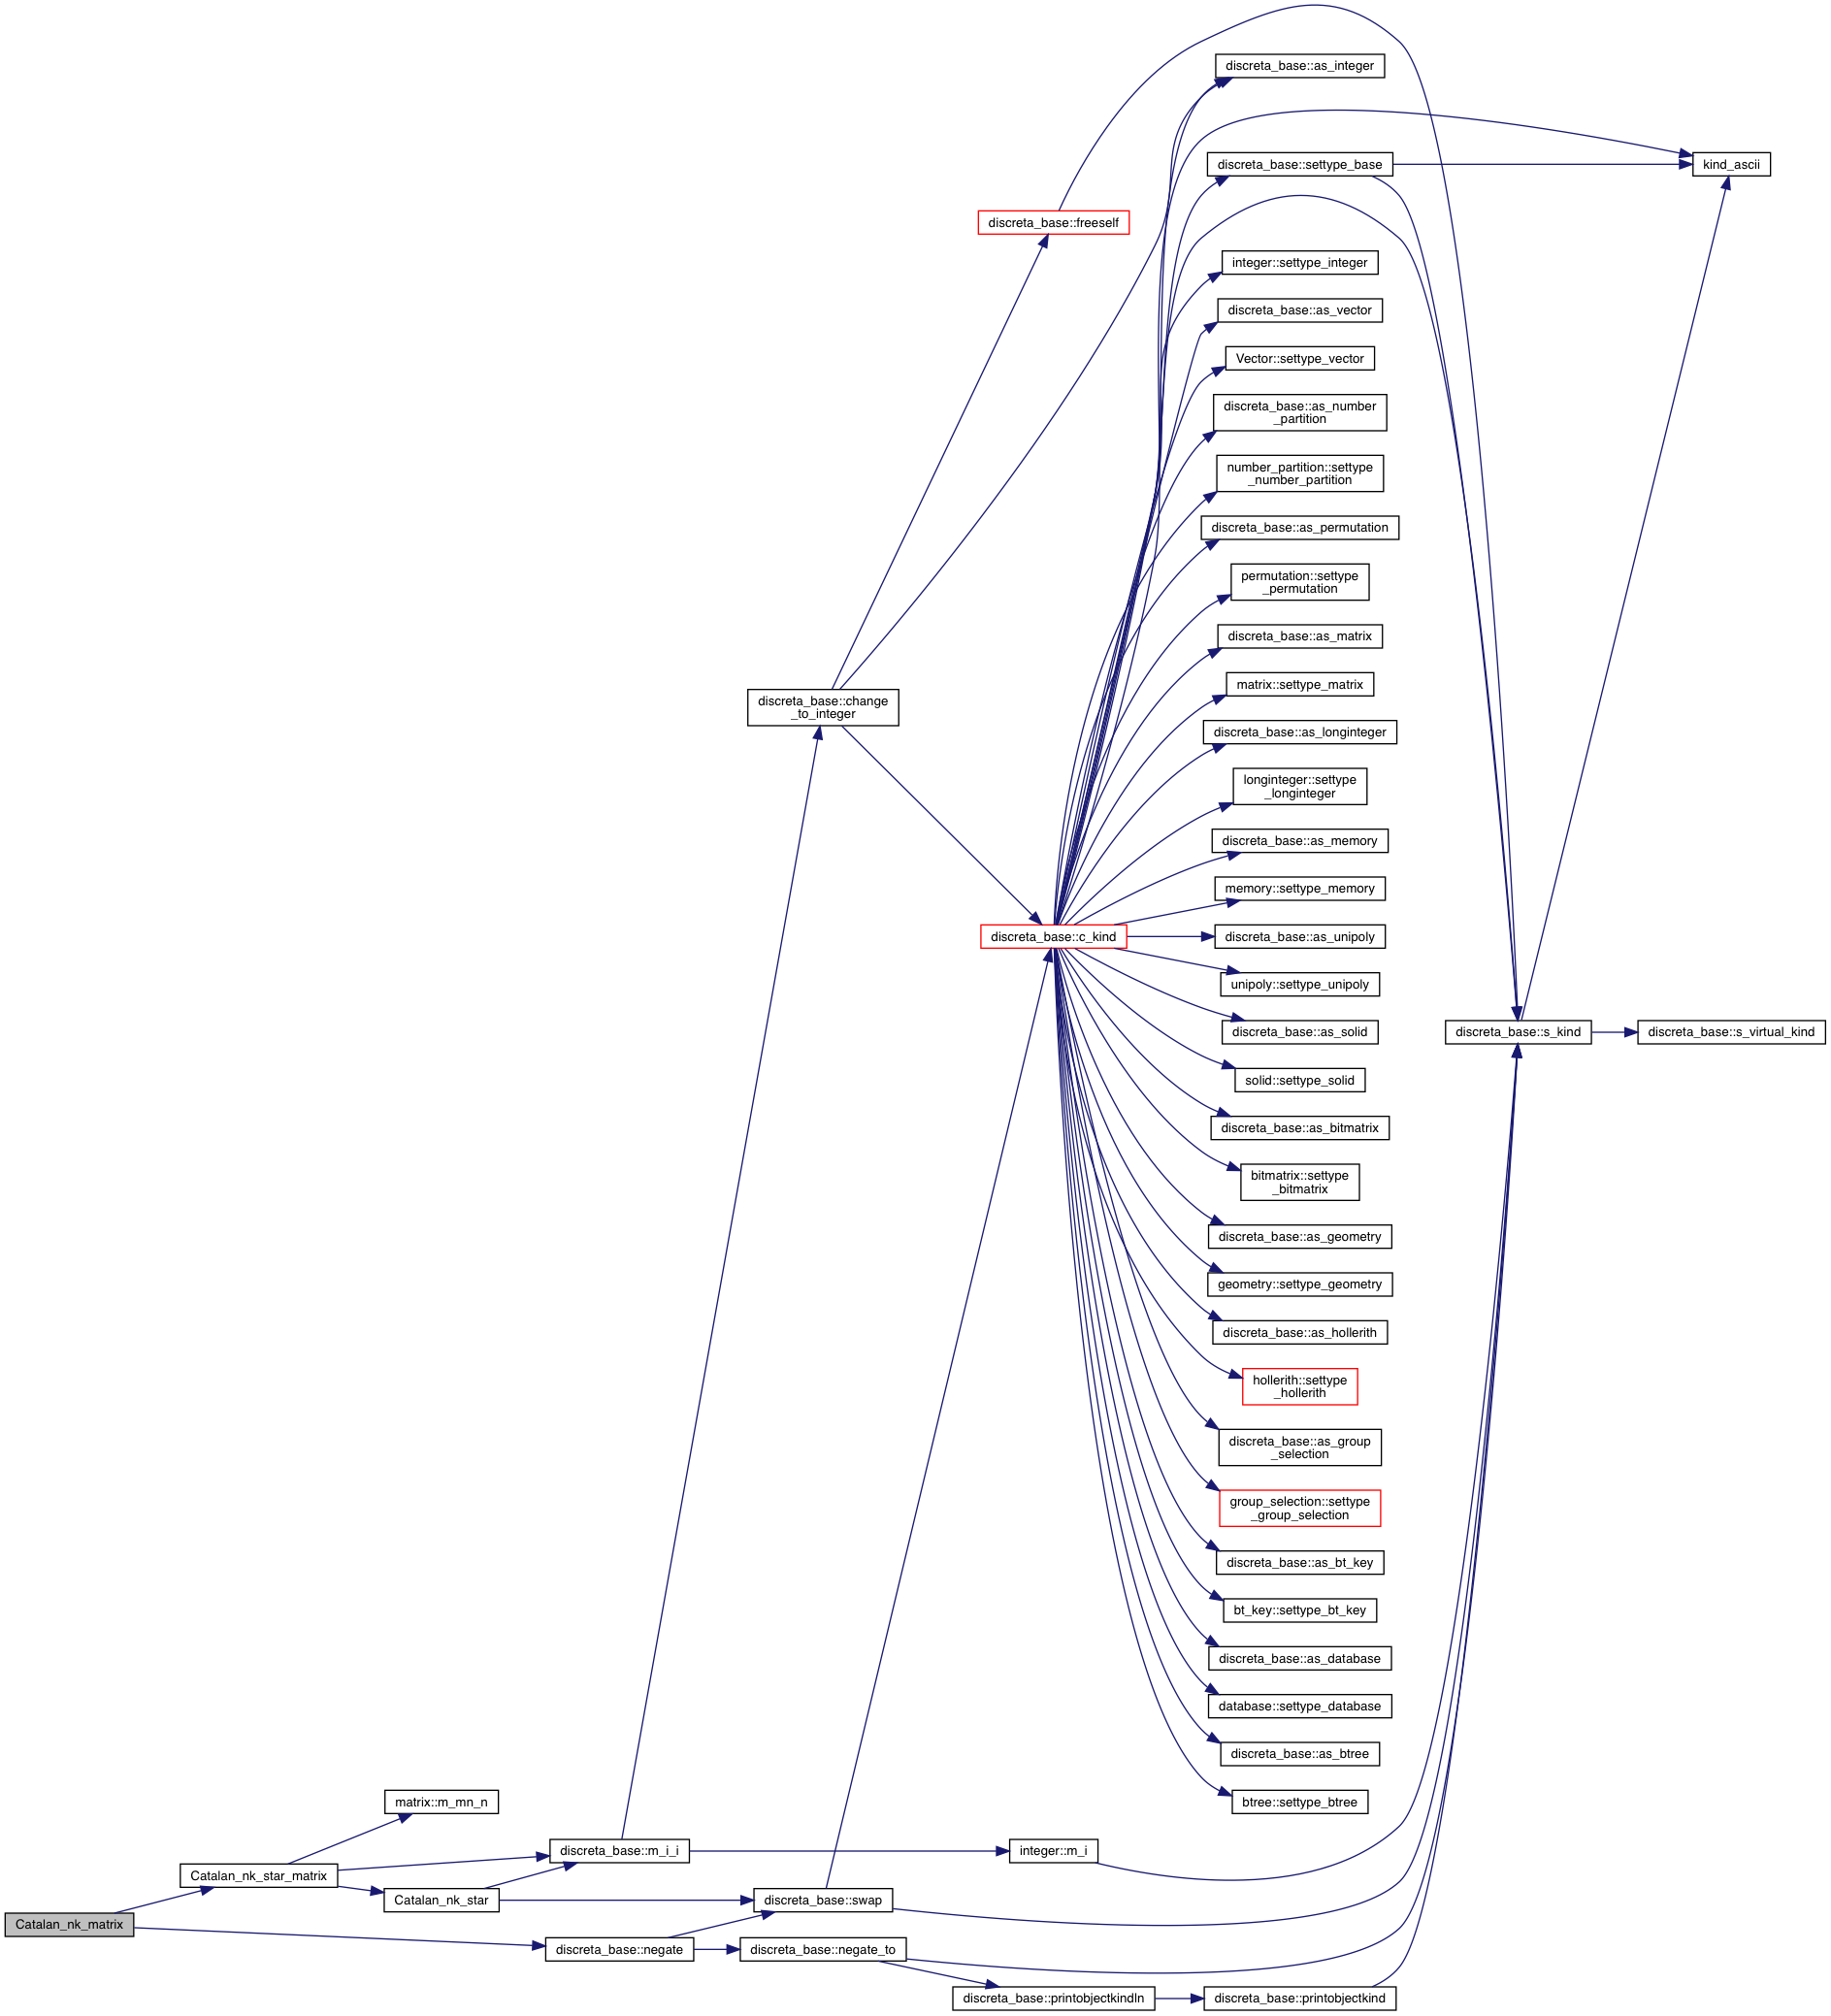 discreta_base::as_integer
discreta_base::settype_base
kind_ascii
discreta_base::freeself
integer::settype_integer
discreta_base::as_vector
Vector::settype_vector
discreta_base::as_number
_partition
number_partition::settype
_number_partition
discreta_base::as_permutation
permutation::settype
_permutation
discreta_base::as_matrix
matrix::settype_matrix
discreta_base::change
_to_integer
discreta_base::as_longinteger
longinteger::settype
_longinteger
discreta_base::as_memory
memory::settype_memory
discreta_base::c_kind
discreta_base::as_unipoly
unipoly::settype_unipoly
discreta_base::as_solid
discreta_base::s_kind
discreta_base::s_virtual_kind
solid::settype_solid
discreta_base::as_bitmatrix
bitmatrix::settype
_bitmatrix
discreta_base::as_geometry
geometry::settype_geometry
discreta_base::as_hollerith
hollerith::settype
_hollerith
discreta_base::as_group
_selection
group_selection::settype
_group_selection
discreta_base::as_bt_key
bt_key::settype_bt_key
discreta_base::as_database
database::settype_database
discreta_base::as_btree
btree::settype_btree
matrix::m_mn_n
discreta_base::m_i_i
integer::m_i
Catalan_nk_star_matrix
Catalan_nk_star
discreta_base::swap
Catalan_nk_matrix
discreta_base::negate
discreta_base::negate_to
discreta_base::printobjectkindln
discreta_base::printobjectkind